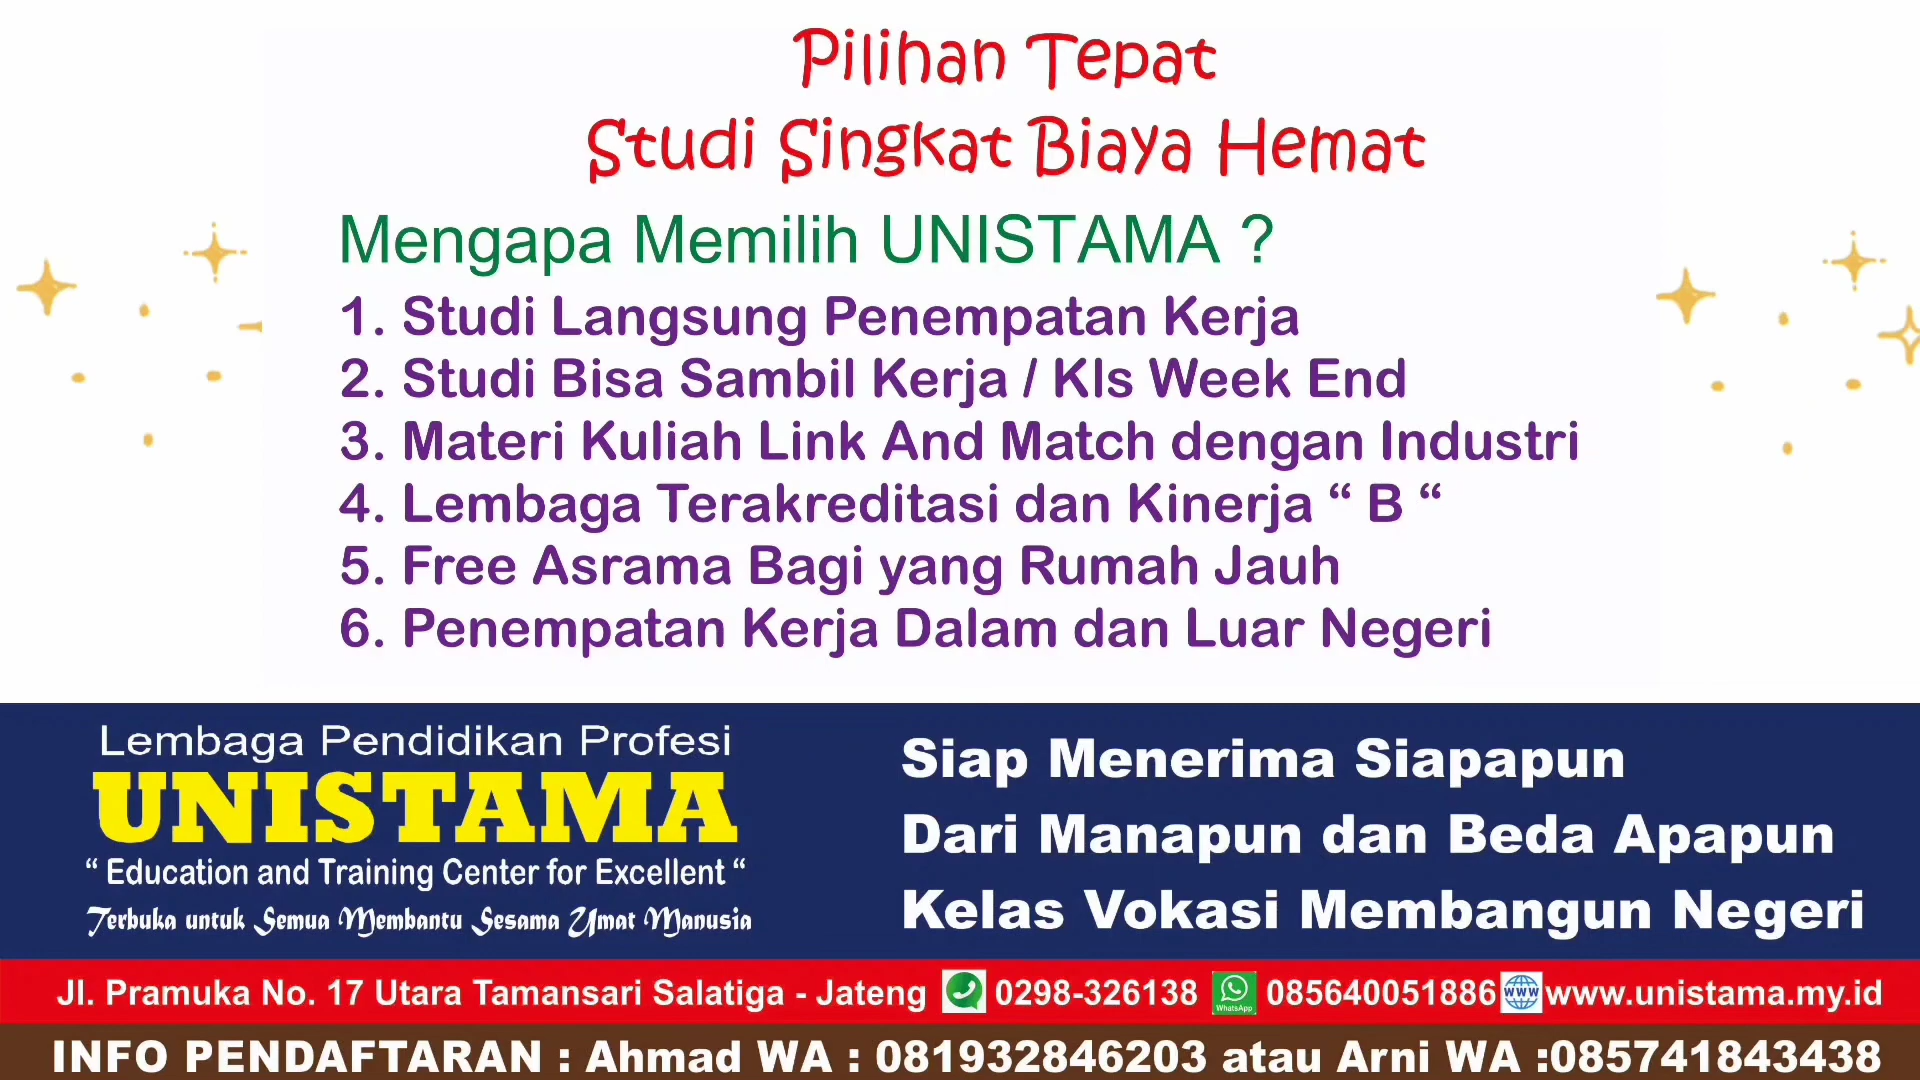 Pilihan Tepat
Studi Singkat Biaya Hemat
Mengapa Memilih UNISTAMA ?
1. Studi Langsung Penempatan Kerja
2. Studi Bisa Sambil Kerja / Kls Week End
3. Materi Kuliah Link And Match dengan Industri
4. Lembaga Terakreditasi dan Kinerja “ B “
5. Free Asrama Bagi yang Rumah Jauh
6. Penempatan Kerja Dalam dan Luar Negeri
Lembaga Pendidikan Profesi
UNISTAMA
“ Education and Training Center for Excellent “
Terbuka untuk Semua Membantu Sesama Umat Manusia
Siap Menerima Siapapun
Dari Manapun dan Beda Apapun
Kelas Vokasi Membangun Negeri
Jl. Pramuka No. 17 Utara Tamansari Salatiga - Jateng 0298-326138 WhatsApp 085640051886 WWW www.unistama.my.id
INFO PENDAFTARAN : Ahmad WA : 081932846203 atau Arni WA :085741843438